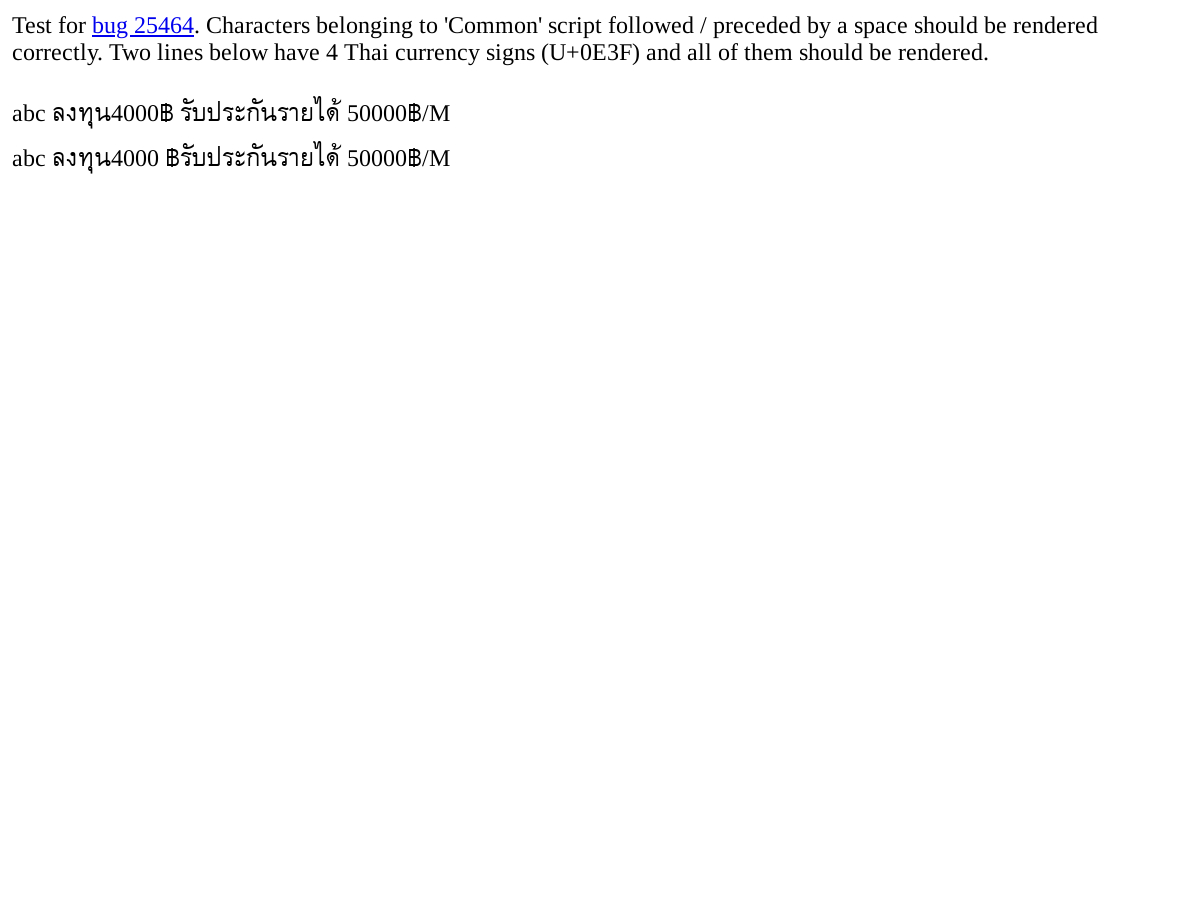 Test for bug 25464. Characters belonging to 'Common' script followed / preceded by a space should be rendered
correctly. Two lines below have 4 Thai currency signs (U+0E3F) and all of them should be rendered.
abc ลงทุน4000฿ รับประกันรายได้ 50000฿/M
abc ลงทุน4000 ฿รับประกันรายได้ 50000฿/M